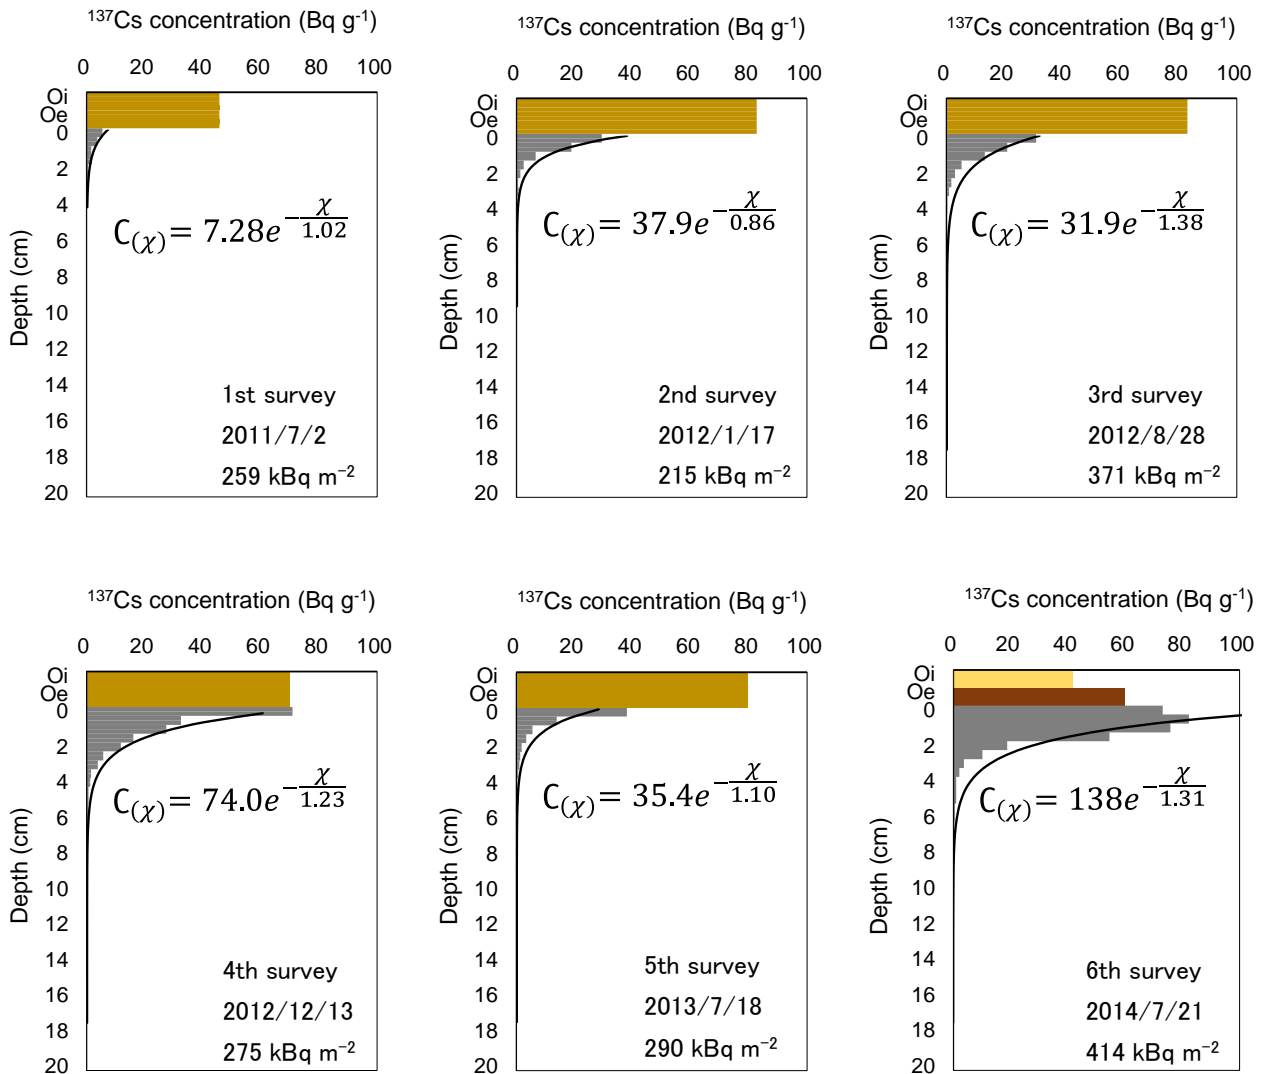 ¹³⁷Cs concentration (Bq g⁻¹)
0 20 40 60 80 100
Oi
Oe
0
2
4
6
8
10
12
14
16
18
20
Depth (cm)
C(χ) = 7.28e^(−χ/1.02)
1st survey
2011/7/2
259 kBq m⁻²
¹³⁷Cs concentration (Bq g⁻¹)
0 20 40 60 80 100
Oi
Oe
0
2
4
6
8
10
12
14
16
18
20
Depth (cm)
C(χ) = 37.9e^(−χ/0.86)
2nd survey
2012/1/17
215 kBq m⁻²
¹³⁷Cs concentration (Bq g⁻¹)
0 20 40 60 80 100
Oi
Oe
0
2
4
6
8
10
12
14
16
18
20
Depth (cm)
C(χ) = 31.9e^(−χ/1.38)
3rd survey
2012/8/28
371 kBq m⁻²
¹³⁷Cs concentration (Bq g⁻¹)
0 20 40 60 80 100
Oi
Oe
0
2
4
6
8
10
12
14
16
18
20
Depth (cm)
C(χ) = 74.0e^(−χ/1.23)
4th survey
2012/12/13
275 kBq m⁻²
¹³⁷Cs concentration (Bq g⁻¹)
0 20 40 60 80 100
Oi
Oe
0
2
4
6
8
10
12
14
16
18
20
Depth (cm)
C(χ) = 35.4e^(−χ/1.10)
5th survey
2013/7/18
290 kBq m⁻²
¹³⁷Cs concentration (Bq g⁻¹)
0 20 40 60 80 100
Oi
Oe
0
2
4
6
8
10
12
14
16
18
20
Depth (cm)
C(χ) = 138e^(−χ/1.31)
6th survey
2014/7/21
414 kBq m⁻²